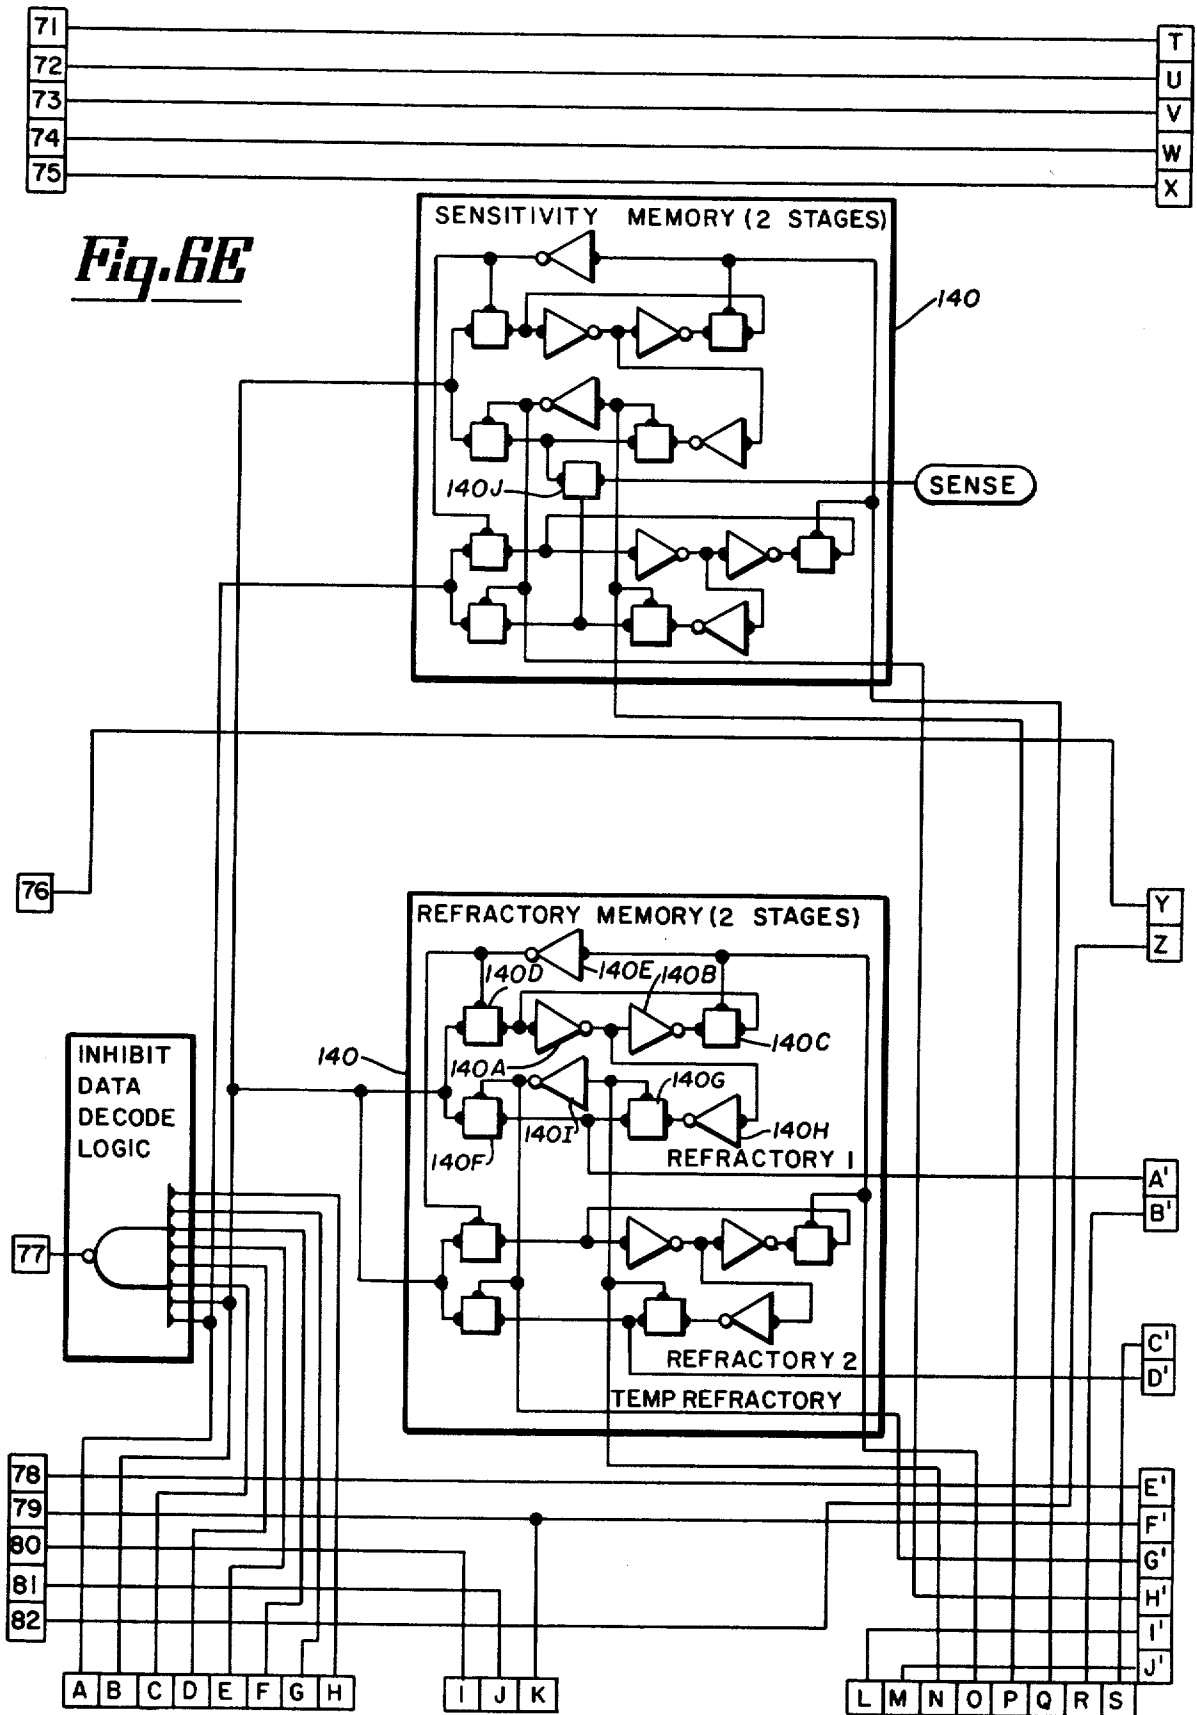 71
T
72
U
73
V
74
W
75
X
Fig.6E
SENSITIVITY MEMORY (2 STAGES)
140
140J
SENSE
76
Y
Z
REFRACTORY MEMORY (2 STAGES)
140D
140E
140B
140
140A
140C
140G
140I
140H
140F
REFRACTORY 1
INHIBIT
DATA
DECODE
LOGIC
A'
B'
77
C'
REFRACTORY 2
D'
TEMP REFRACTORY
78
E'
79
F'
80
G'
81
H'
82
I'
J'
A B C D E F G H I J K L M N O P Q R S